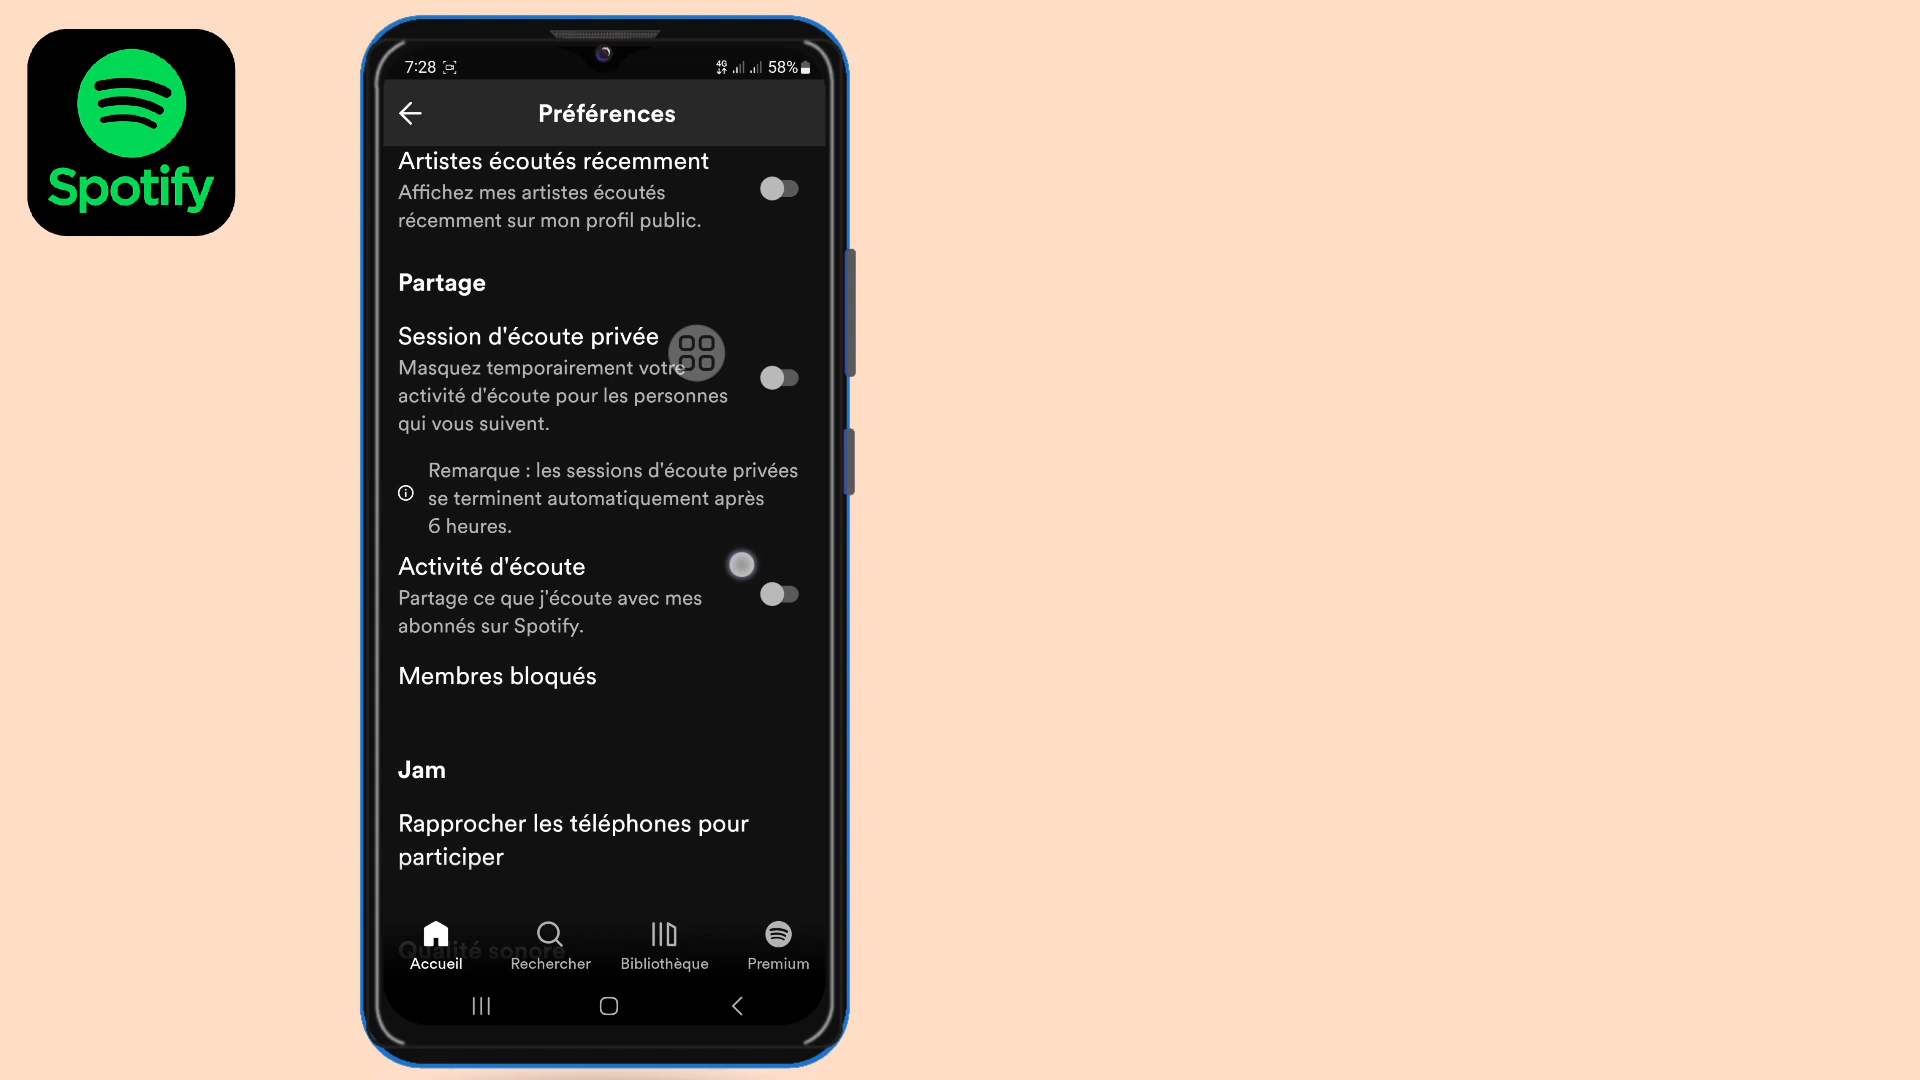 Spotify
7:28
4G
58%
Préférences
Artistes écoutés récemment
Affichez mes artistes écoutés
récemment sur mon profil public.
Partage
Session d'écoute privée
Masquez temporairement votre
activité d'écoute pour les personnes
qui vous suivent.
Remarque : les sessions d'écoute privées
se terminent automatiquement après
6 heures.
Activité d'écoute
Partage ce que j'écoute avec mes
abonnés sur Spotify.
Membres bloqués
Jam
Rapprocher les téléphones pour
participer
Qualité sonore
Accueil
Rechercher
Bibliothèque
Premium